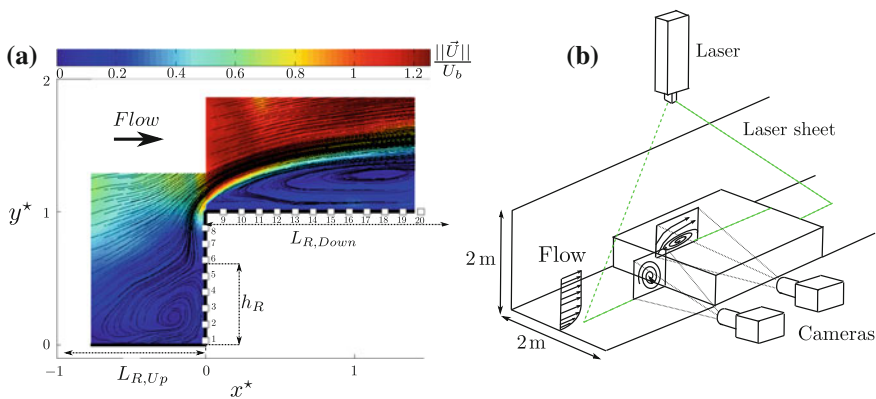 (a)
||U⃗||
U_b
0 0.2 0.4 0.6 0.8 1 1.2
2
Flow
y⋆
1
9 10 11 12 13 14 15 16 17 18 19 20
L_{R,Down}
8
7
6
5
4
3
2
1
h_R
0
-1 0 1
L_{R,Up}
x⋆
(b)
Laser
Laser sheet
2 m
Flow
2 m
Cameras